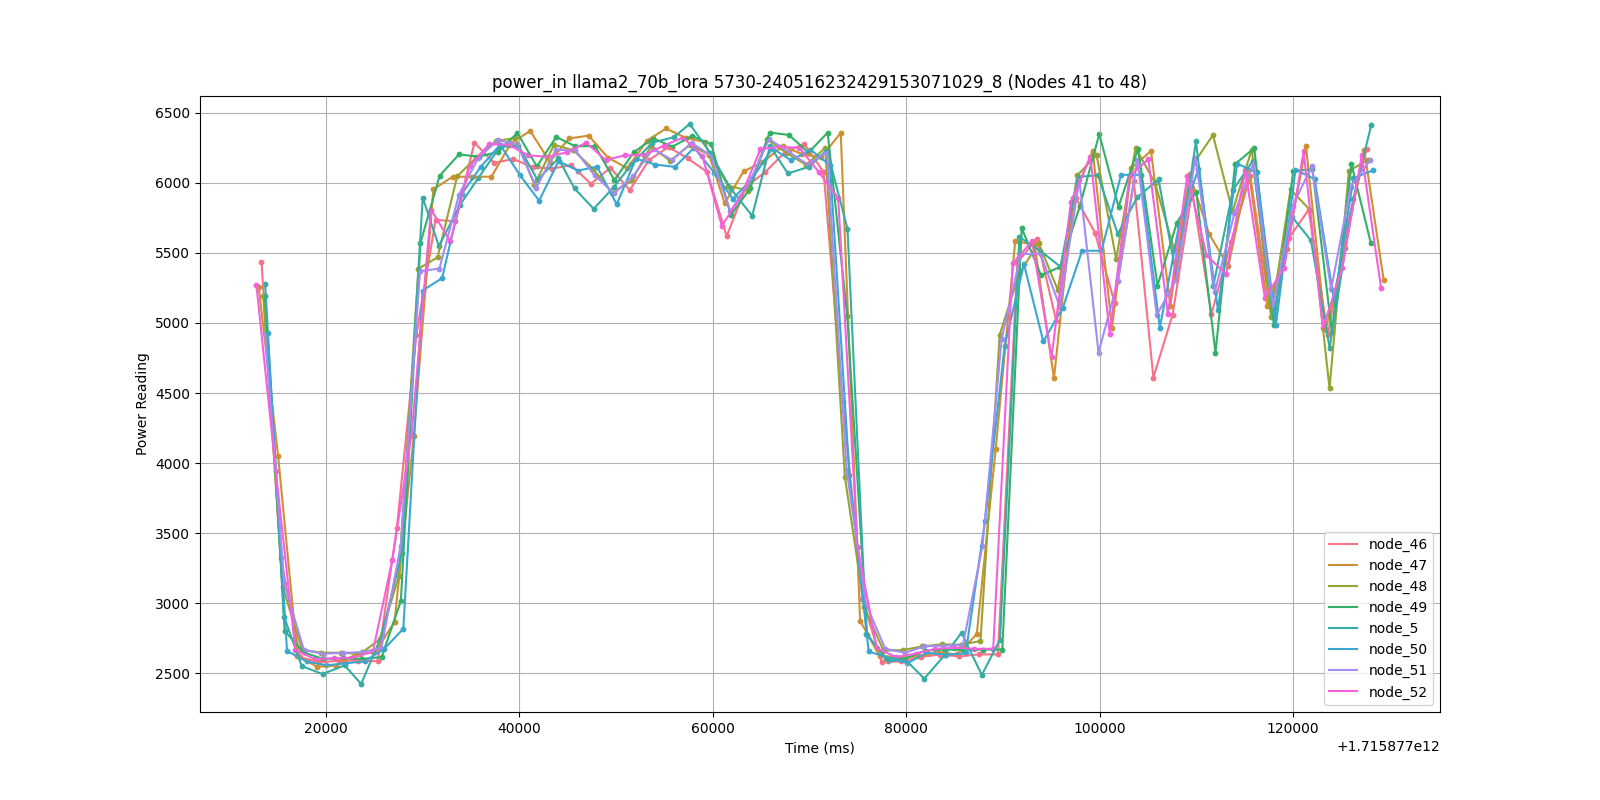 power_in llama2_70b_lora 5730-240516232429153071029_8 (Nodes 41 to 48)
6500
6000
5500
5000
4500
4000
3500
3000
2500
Power Reading
node_46
node_47
node_48
node_49
node_5
node_50
node_51
node_52
20000 40000 60000 80000 100000 120000
Time (ms)
+1.715877e12